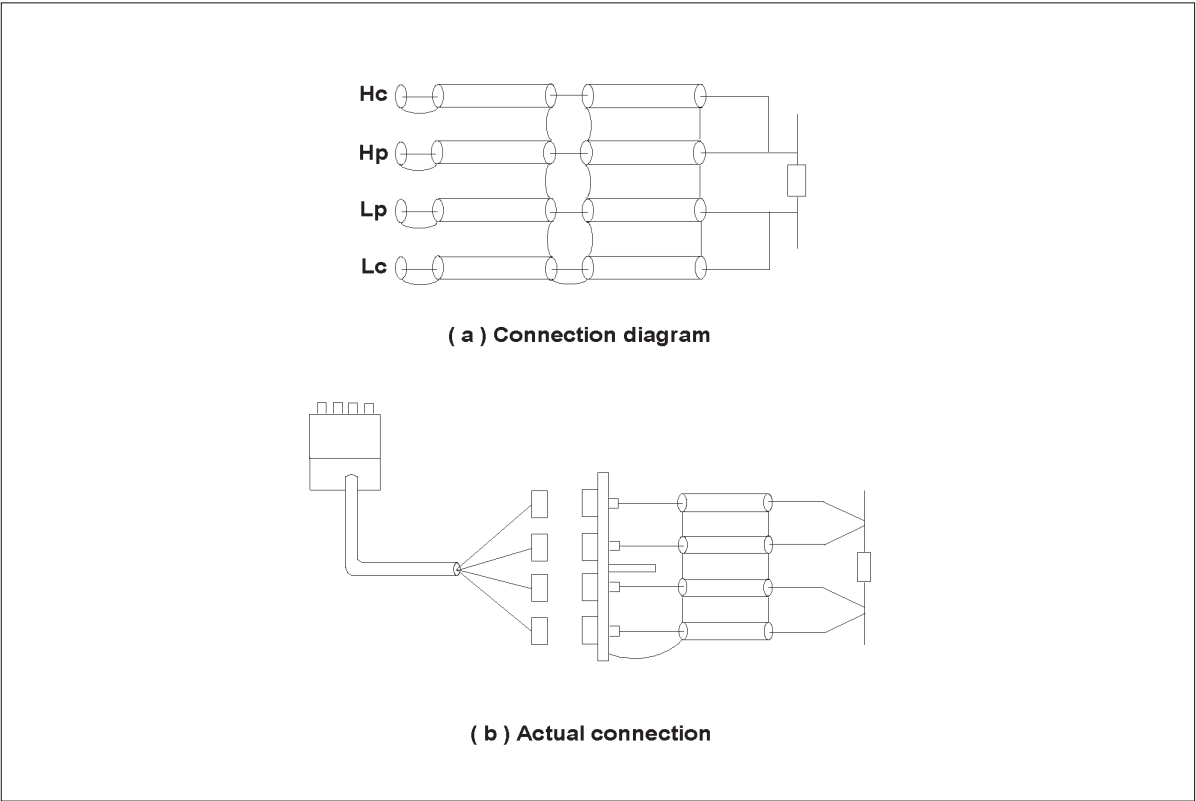 Hc
Hp
Lp
Lc
( a ) Connection diagram
( b ) Actual connection